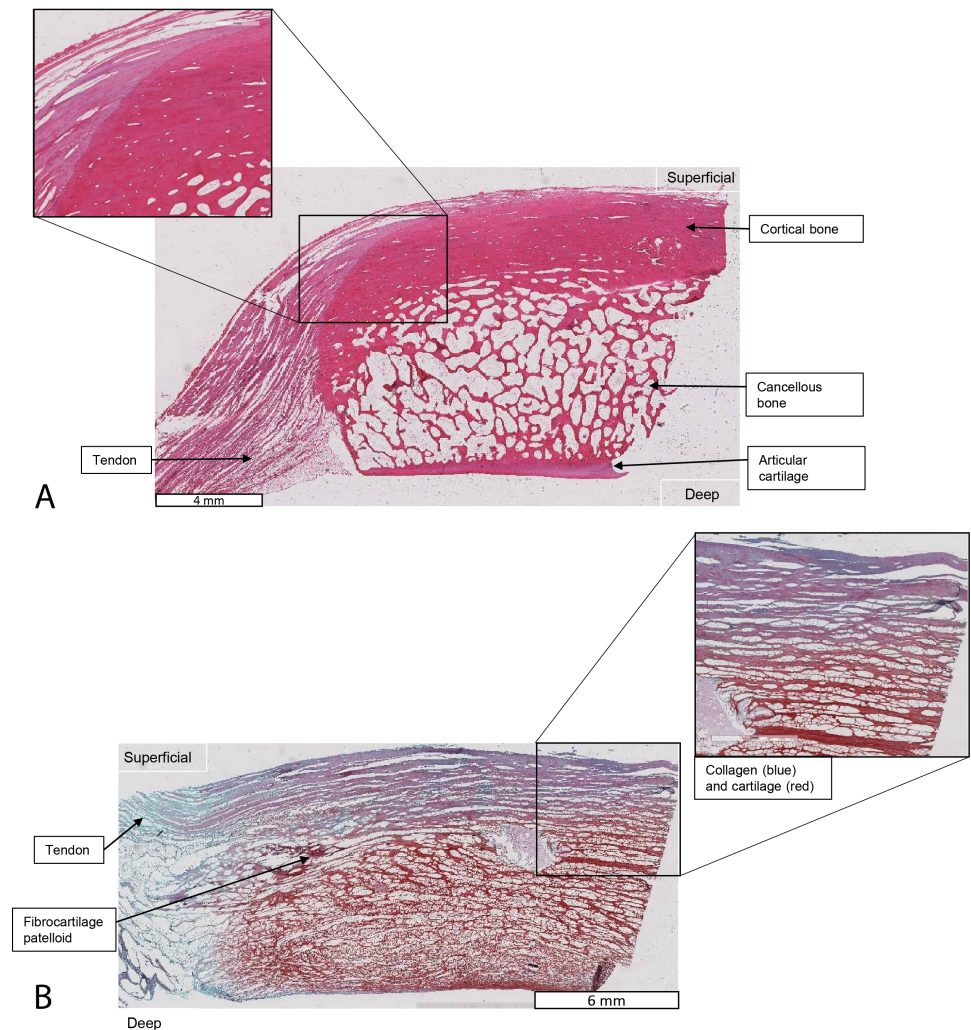 Superficial
Cortical bone
Cancellous
bone
Tendon
Articular
cartilage
Deep
4 mm
A
Collagen (blue)
and cartilage (red)
Superficial
Tendon
Fibrocartilage
patelloid
6 mm
B
Deep